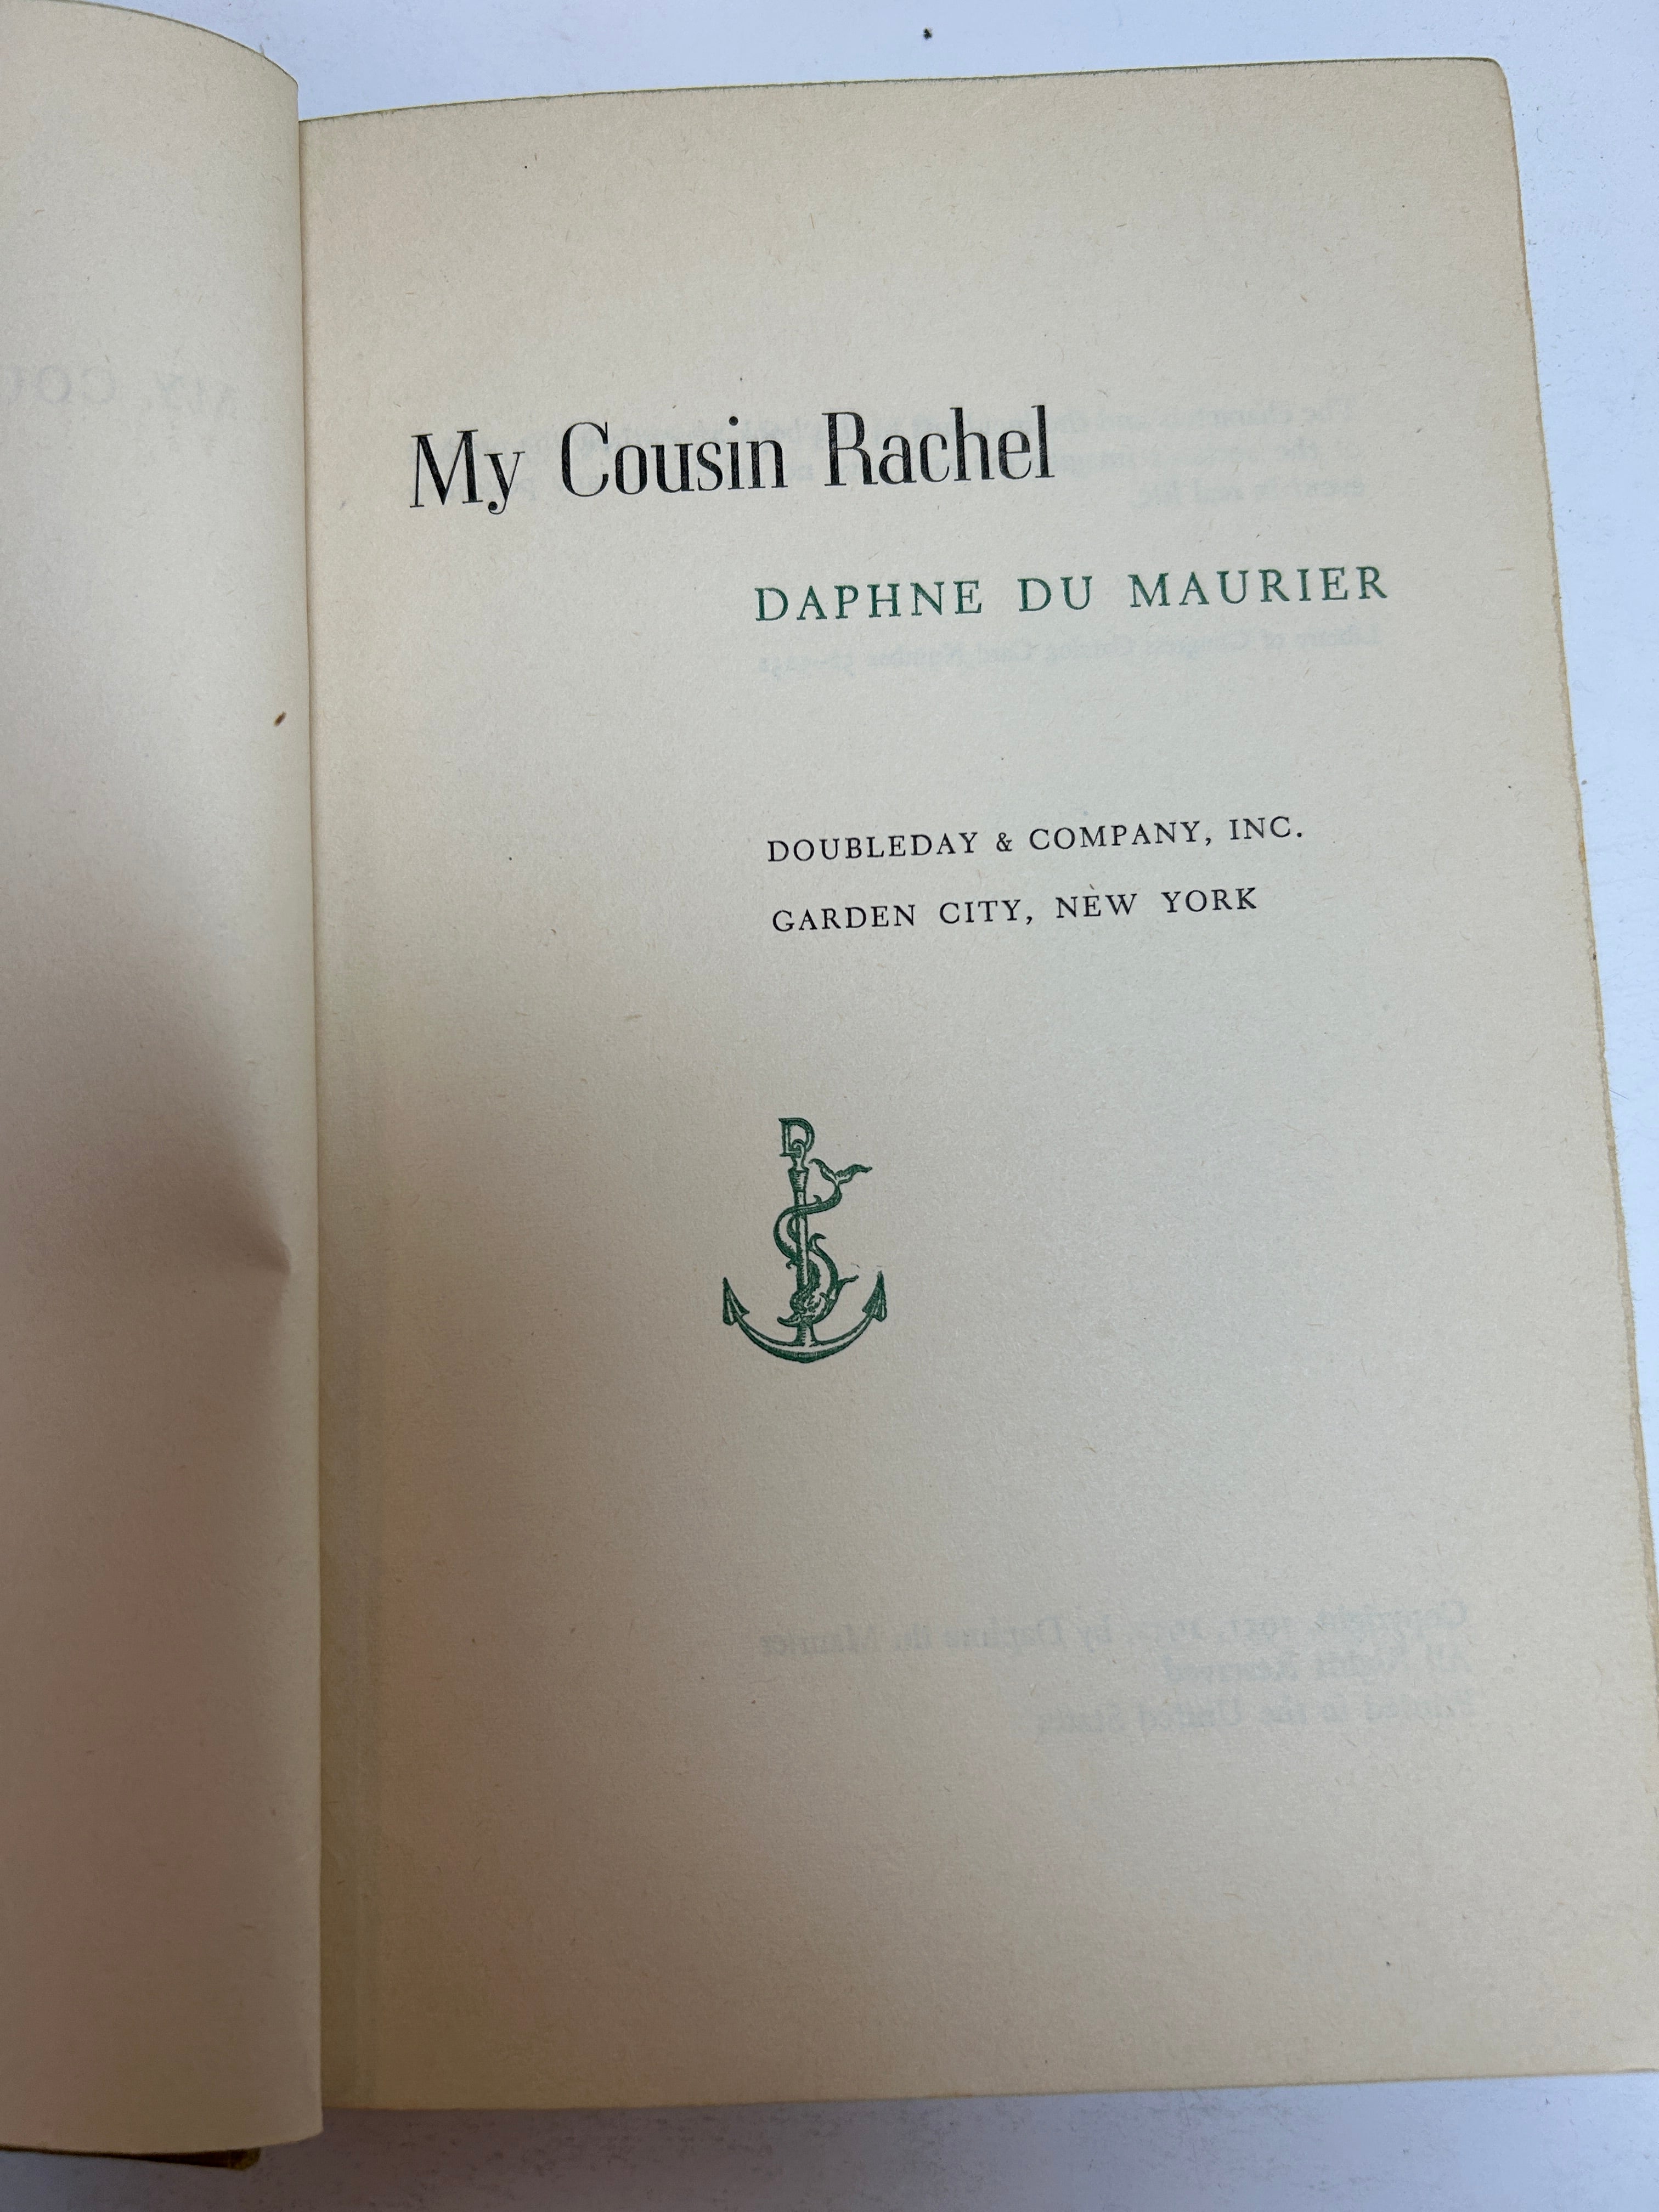 My Cousin Rachel
DAPHNE DU MAURIER
DOUBLEDAY & COMPANY, INC.
GARDEN CITY, NEW YORK
D